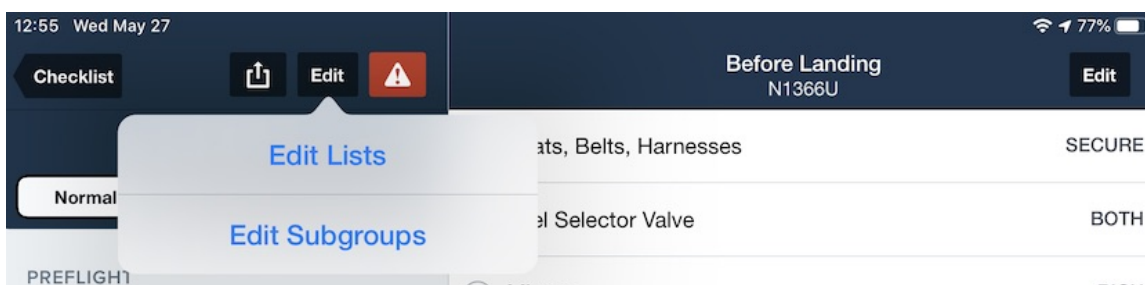 12:55 Wed May 27
77%
Checklist
Edit
Before Landing
N1366U
Edit
Edit Lists
Edit Subgroups
Normal
PREFLIGHT
ats, Belts, Harnesses SECURE
el Selector Valve BOTH